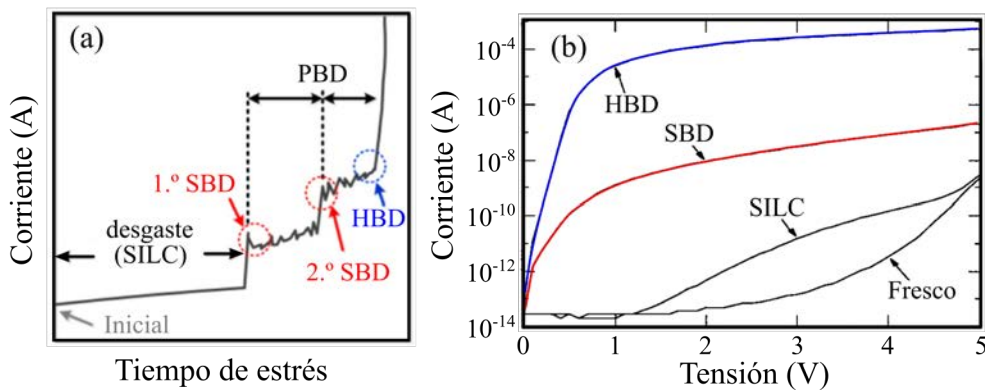 (a)
PBD
1.º SBD
HBD
desgaste
(SILC)
2.º SBD
Inicial
Corriente (A)
Tiempo de estrés
(b)
10⁻⁴
10⁻⁶
10⁻⁸
10⁻¹⁰
10⁻¹²
10⁻¹⁴
HBD
SBD
SILC
Fresco
0 1 2 3 4 5
Corriente (A)
Tensión (V)